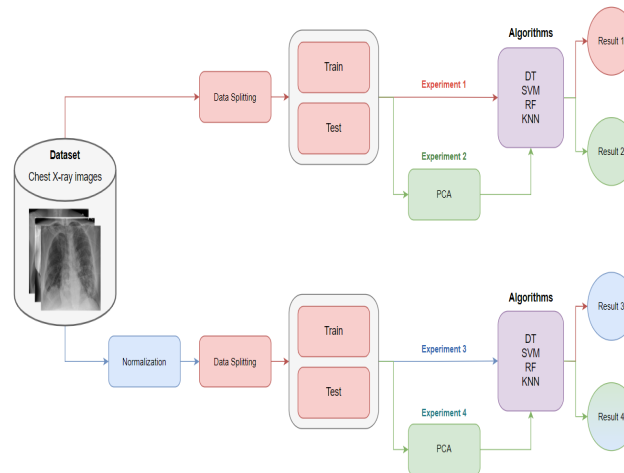 Dataset
Chest X-ray images
Data Splitting
Train
Test
Experiment 1
Experiment 2
PCA
Algorithms
DT
SVM
RF
KNN
Result 1
Result 2
Normalization
Data Splitting
Train
Test
Experiment 3
Experiment 4
PCA
Algorithms
DT
SVM
RF
KNN
Result 3
Result 4